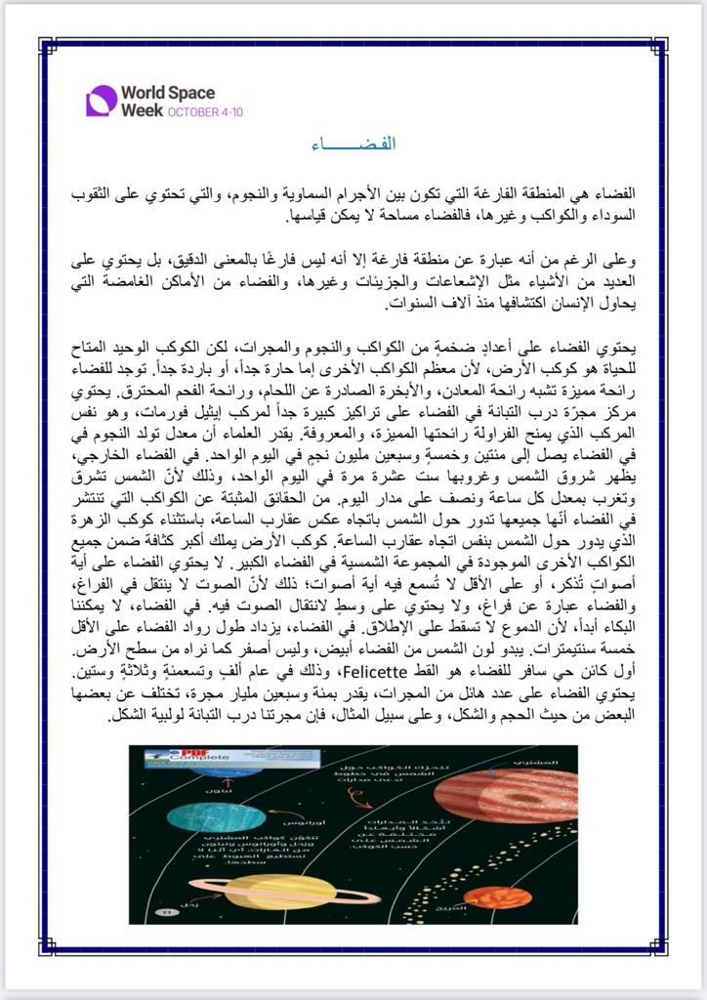 World Space
Week OCTOBER 4-10
الفضـــــــاء
الفضاء هي المنطقة الفارغة التي تكون بين الأجرام السماوية والنجوم، والتي تحتوي على الثقوب
السوداء والكواكب وغيرها، فالفضاء مساحة لا يمكن قياسها.
وعلى الرغم من أنه عبارة عن منطقة فارغة إلا أنه ليس فارغًا بالمعنى الدقيق، بل يحتوي على
العديد من الأشياء مثل الإشعاعات والجزيئات وغيرها، والفضاء من الأماكن الغامضة التي
يحاول الإنسان اكتشافها منذ آلاف السنوات.
يحتوي الفضاء على أعدادٍ ضخمةٍ من الكواكب والنجوم والمجرات، لكن الكوكب الوحيد المتاح
للحياة هو كوكب الأرض، لأن معظم الكواكب الأخرى إما حارة جداً، أو باردة جداً. توجد للفضاء
رائحة مميزة تشبه رائحة المعادن، والأبخرة الصادرة عن اللحام، ورائحة الفحم المحترق. يحتوي
مركز مجرّة درب التبانة في الفضاء على تراكيز كبيرة جداً لمركب إيثيل فورمات، وهو نفس
المركب الذي يمنح الفراولة رائحتها المميزة، والمعروفة. يقدر العلماء أن معدل تولد النجوم في
في الفضاء يصل إلى مئتين وخمسةٍ وسبعين مليون نجمٍ في اليوم الواحد. في الفضاء الخارجي،
يظهر شروق الشمس وغروبها ست عشرة مرة في اليوم الواحد، وذلك لأنّ الشمس تشرق
وتغرب بمعدل كل ساعة ونصف على مدار اليوم. من الحقائق المثبتة عن الكواكب التي تنتشر
في الفضاء أنّها جميعها تدور حول الشمس باتجاه عكس عقارب الساعة، باستثناء كوكب الزهرة
الذي يدور حول الشمس بنفس اتجاه عقارب الساعة. كوكب الأرض يملك أكبر كثافة ضمن جميع
الكواكب الأخرى الموجودة في المجموعة الشمسية في الفضاء الكبير. لا يحتوي الفضاء على أية
أصواتٍ تُذكر، أو على الأقل لا تُسمع فيه أية أصوات؛ ذلك لأنّ الصوت لا ينتقل في الفراغ،
والفضاء عبارة عن فراغ، ولا يحتوي على وسطٍ لانتقال الصوت فيه. في الفضاء، لا يمكننا
البكاء أبداً، لأن الدموع لا تسقط على الإطلاق. في الفضاء، يزداد طول رواد الفضاء على الأقل
خمسة سنتيمترات. يبدو لون الشمس من الفضاء أبيض، وليس أصفر كما نراه من سطح الأرض.
أول كائن حي سافر للفضاء هو القط Felicette، وذلك في عام ألفٍ وتسعمئةٍ وثلاثةٍ وستين.
يحتوي الفضاء على عدد هائل من المجرات، يقدر بمئة وسبعين مليار مجرة، تختلف عن بعضها
البعض من حيث الحجم والشكل، وعلى سبيل المثال، فإن مجرتنا درب التبانة لولبية الشكل.
PDF
Complete
المشتري
تتحرك الكواكب حول
الشمس في خطوط
تدعى مدارات
نبتون
تتخذ المدارات
أشكالاً وأبعاداً
مختلفة عن
الشمس على
حسب الكوكب.
أورانوس
تتكون كواكب المشتري
وزحل وأورانوس ونبتون
من الغازات، أي أننا لا
نستطيع الهبوط على
سطحها.
زحل
المريخ
11